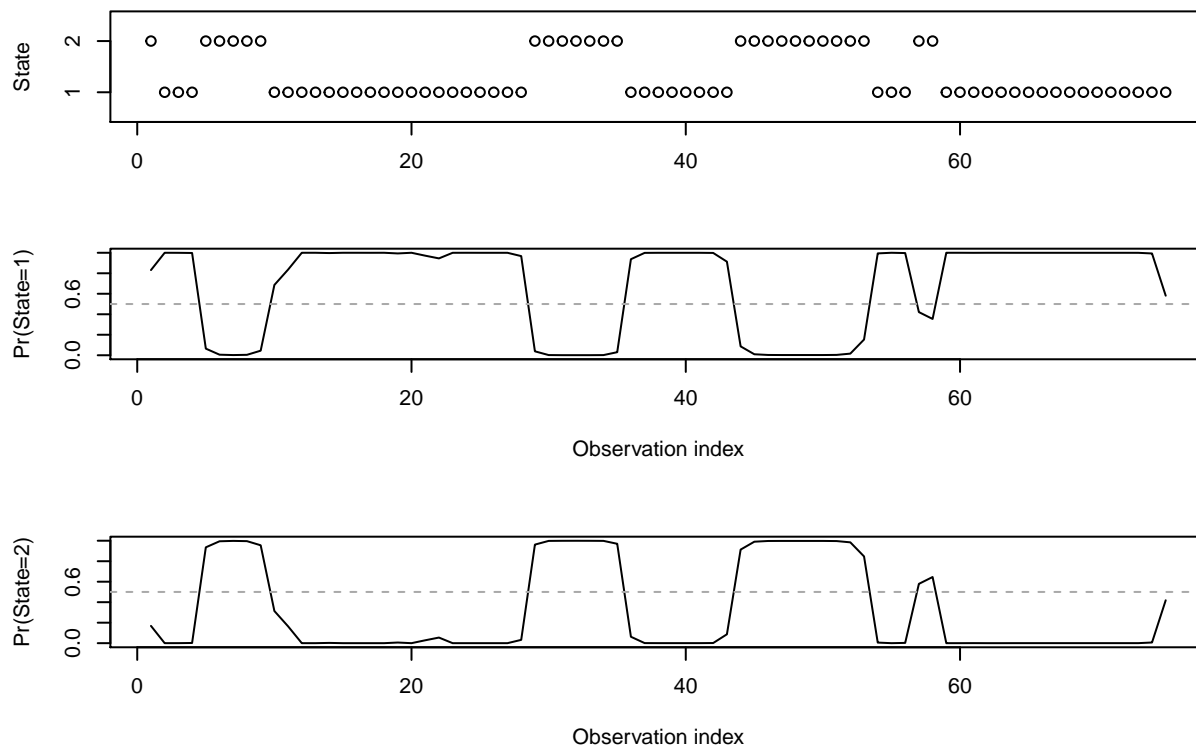 State
2
1
0 20 40 60
Pr(State=1)
0.6
0.0
0 20 40 60
Observation index
Pr(State=2)
0.6
0.0
0 20 40 60
Observation index